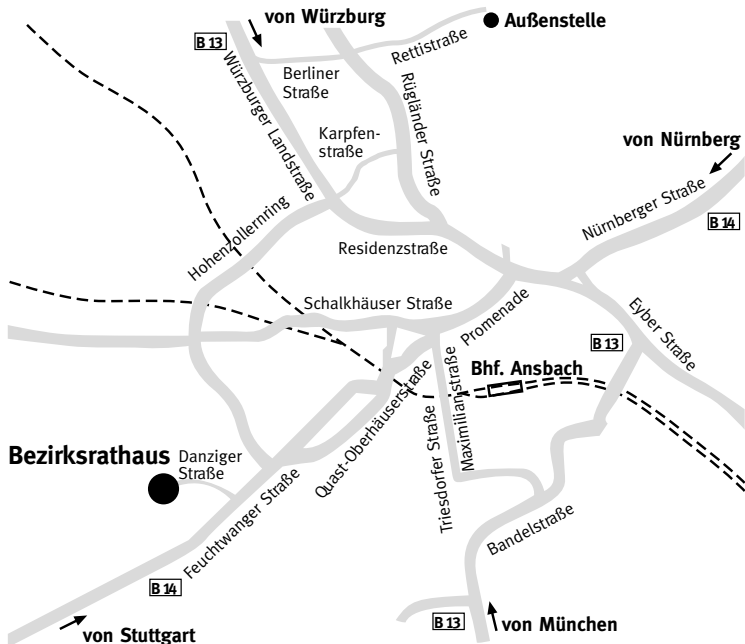 von Würzburg
Außenstelle
B 13
Rettistraße
Berliner
Straße
Würzburger Landstraße
Rügländer Straße
Karpfen-
straße
von Nürnberg
Nürnberger Straße
B 14
Hohenzollernring
Residenzstraße
Schalkhäuser Straße
Promenade
Eyber Straße
B 13
Bhf. Ansbach
Maximilianstraße
Triesdorfer Straße
Quast-Oberhäuserstraße
Bezirksrathaus
Danziger
Straße
Feuchtwanger Straße
Bandelstraße
B 14
von Stuttgart
B 13
von München